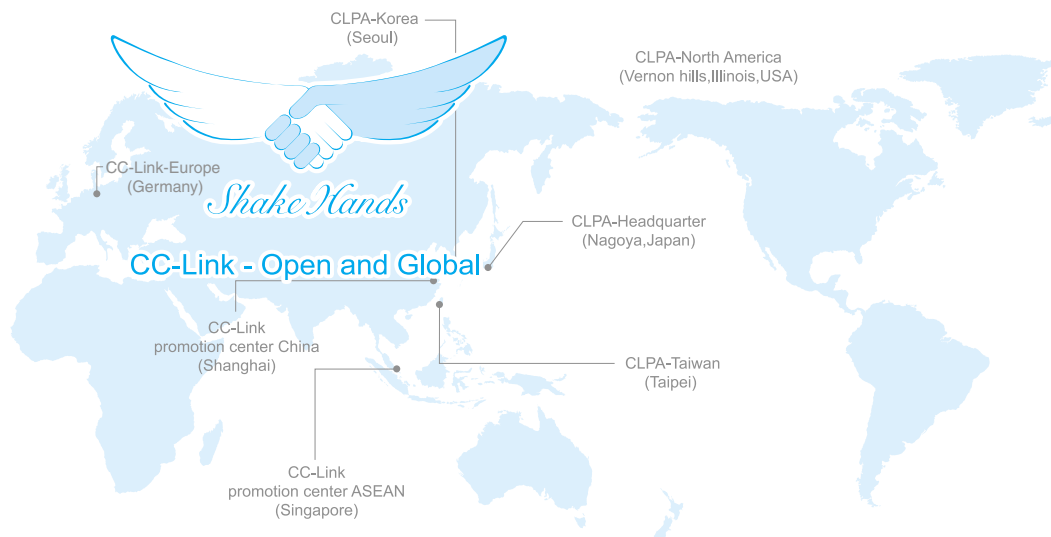 CLPA-Korea
(Seoul)
CLPA-North America
(Vernon hills,Illinois,USA)
CC-Link-Europe
(Germany)
Shake Hands
CLPA-Headquarter
(Nagoya,Japan)
CC-Link - Open and Global
CC-Link
promotion center China
(Shanghai)
CLPA-Taiwan
(Taipei)
CC-Link
promotion center ASEAN
(Singapore)